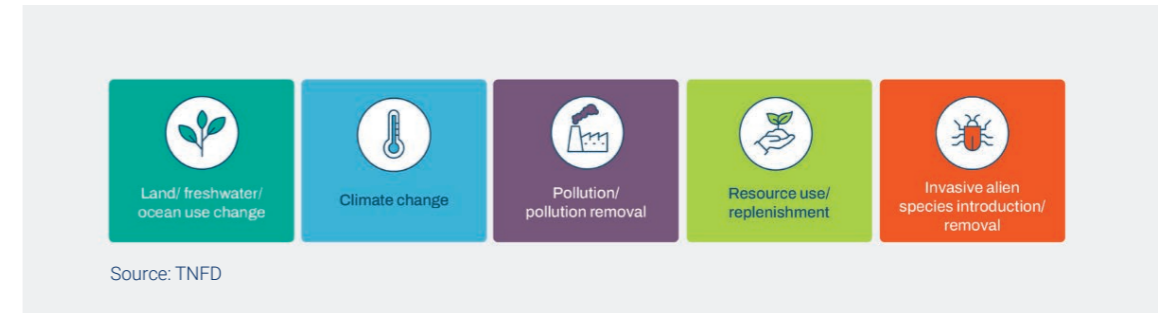 Land/ freshwater/
ocean use change
Climate change
Pollution/
pollution removal
Resource use/
replenishment
Invasive alien
species introduction/
removal
Source: TNFD